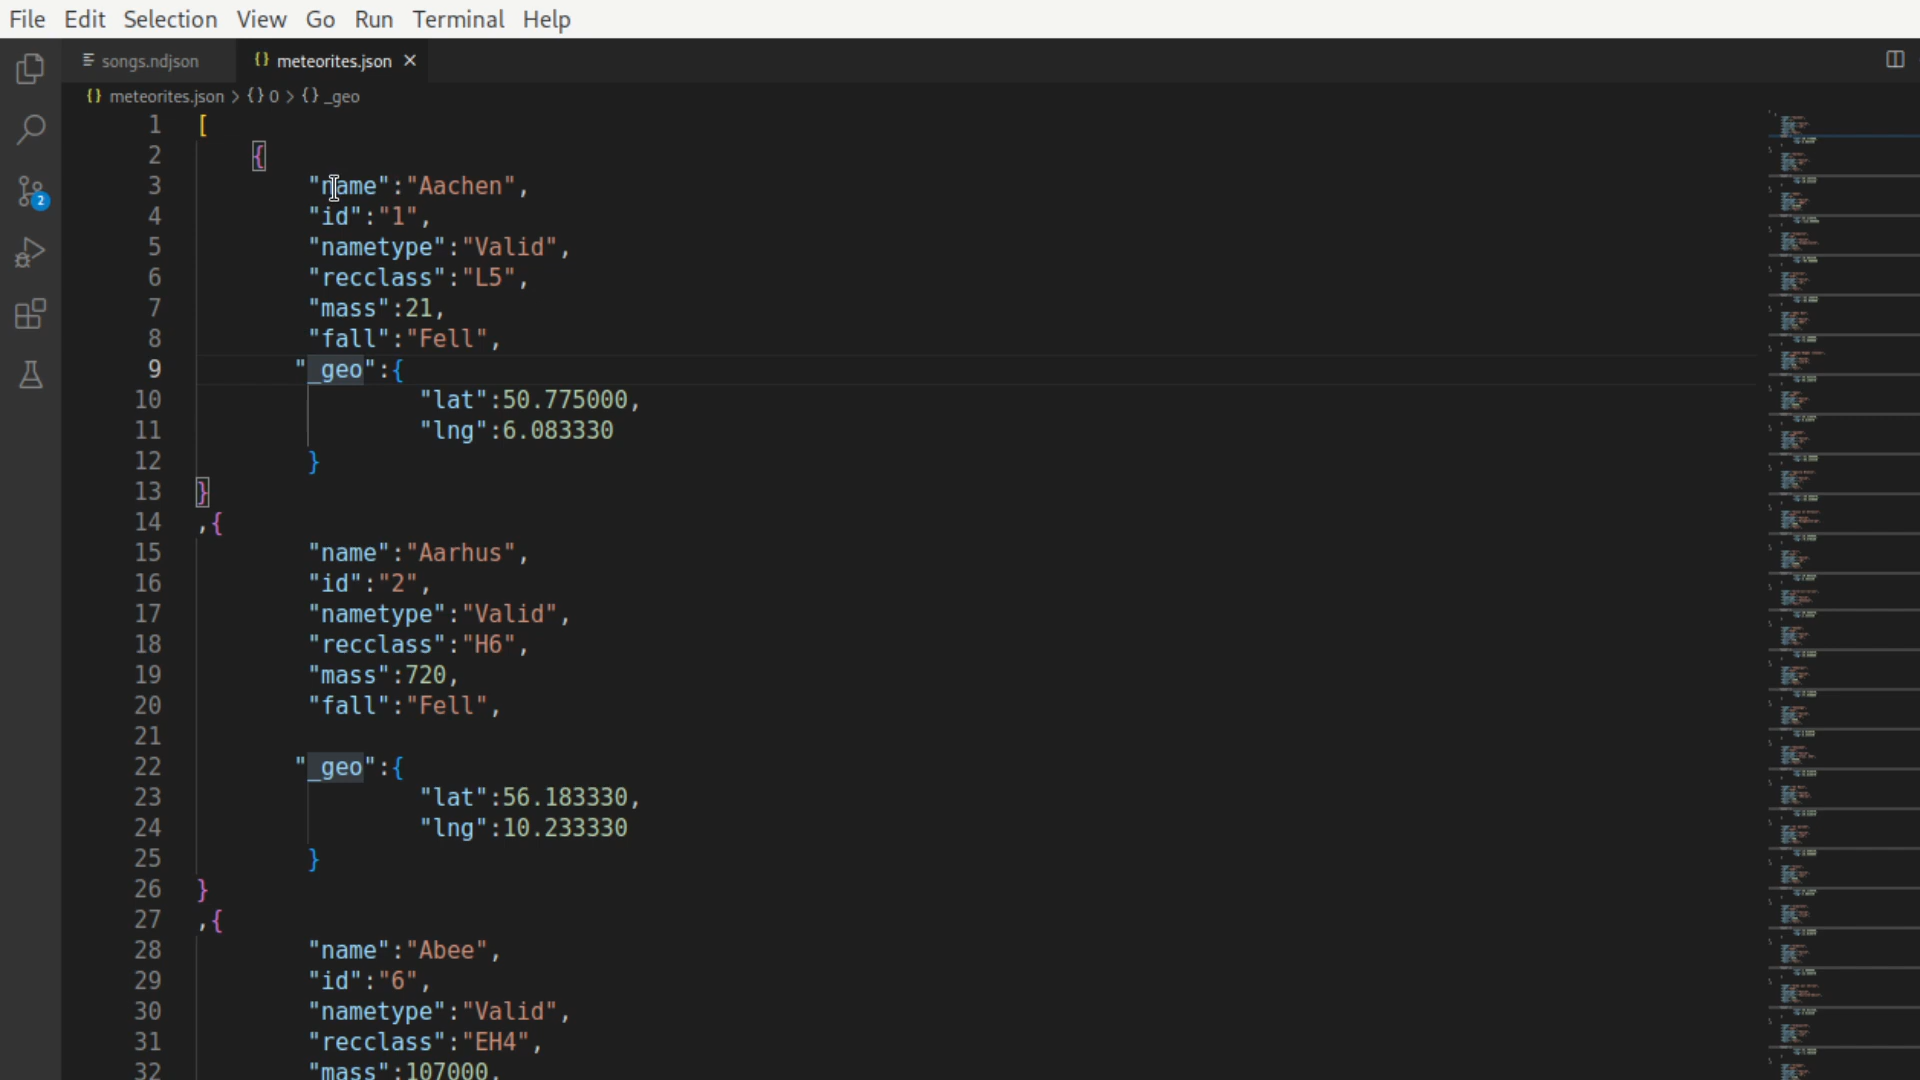 File Edit Selection View Go Run Terminal Help
songs.ndjson {} meteorites.json ×
{} meteorites.json > {} 0 > {} _geo
1 [
2 {
3 "name":"Aachen",
4 "id":"1",
5 "nametype":"Valid",
6 "recclass":"L5",
7 "mass":21,
8 "fall":"Fell",
9 "_geo":{
10 "lat":50.775000,
11 "lng":6.083330
12 }
13 }
14 ,{
15 "name":"Aarhus",
16 "id":"2",
17 "nametype":"Valid",
18 "recclass":"H6",
19 "mass":720,
20 "fall":"Fell",
21
22 "_geo":{
23 "lat":56.183330,
24 "lng":10.233330
25 }
26 }
27 ,{
28 "name":"Abee",
29 "id":"6",
30 "nametype":"Valid",
31 "recclass":"EH4",
32 "mass":107000,
2